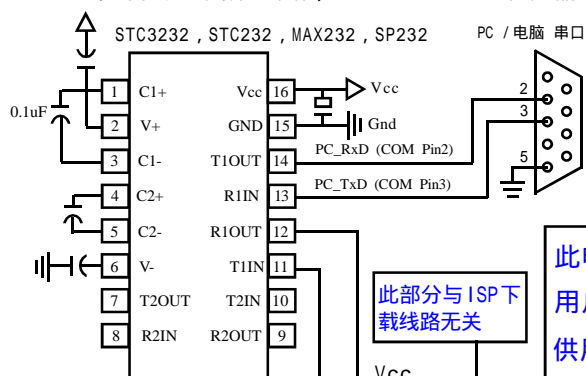 STC3232 , STC232 , MAX232 , SP232
PC / 电脑 串口
1 C1+ Vcc 16 Vcc
0.1uF
2 V+ GND 15 Gnd
3 C1- T1OUT 14 PC_RxD (COM Pin2)
4 C2+ R1IN 13 PC_TxD (COM Pin3)
5 C2- R1OUT 12
6 V- T1IN 11
7 T2OUT T2IN 10
8 R2IN R2OUT 9
2
3
5
此部分与ISP下
载线路无关
Vcc
此
用
供